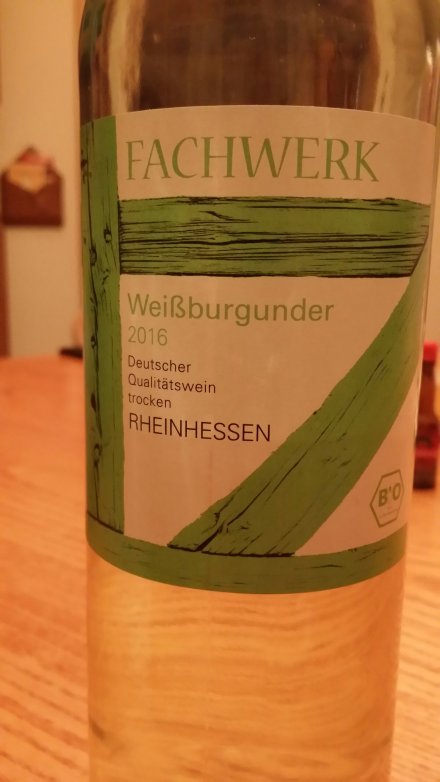 FACHWERK
Weißburgunder
2016
Deutscher
Qualitätswein
trocken
RHEINHESSEN
BIO